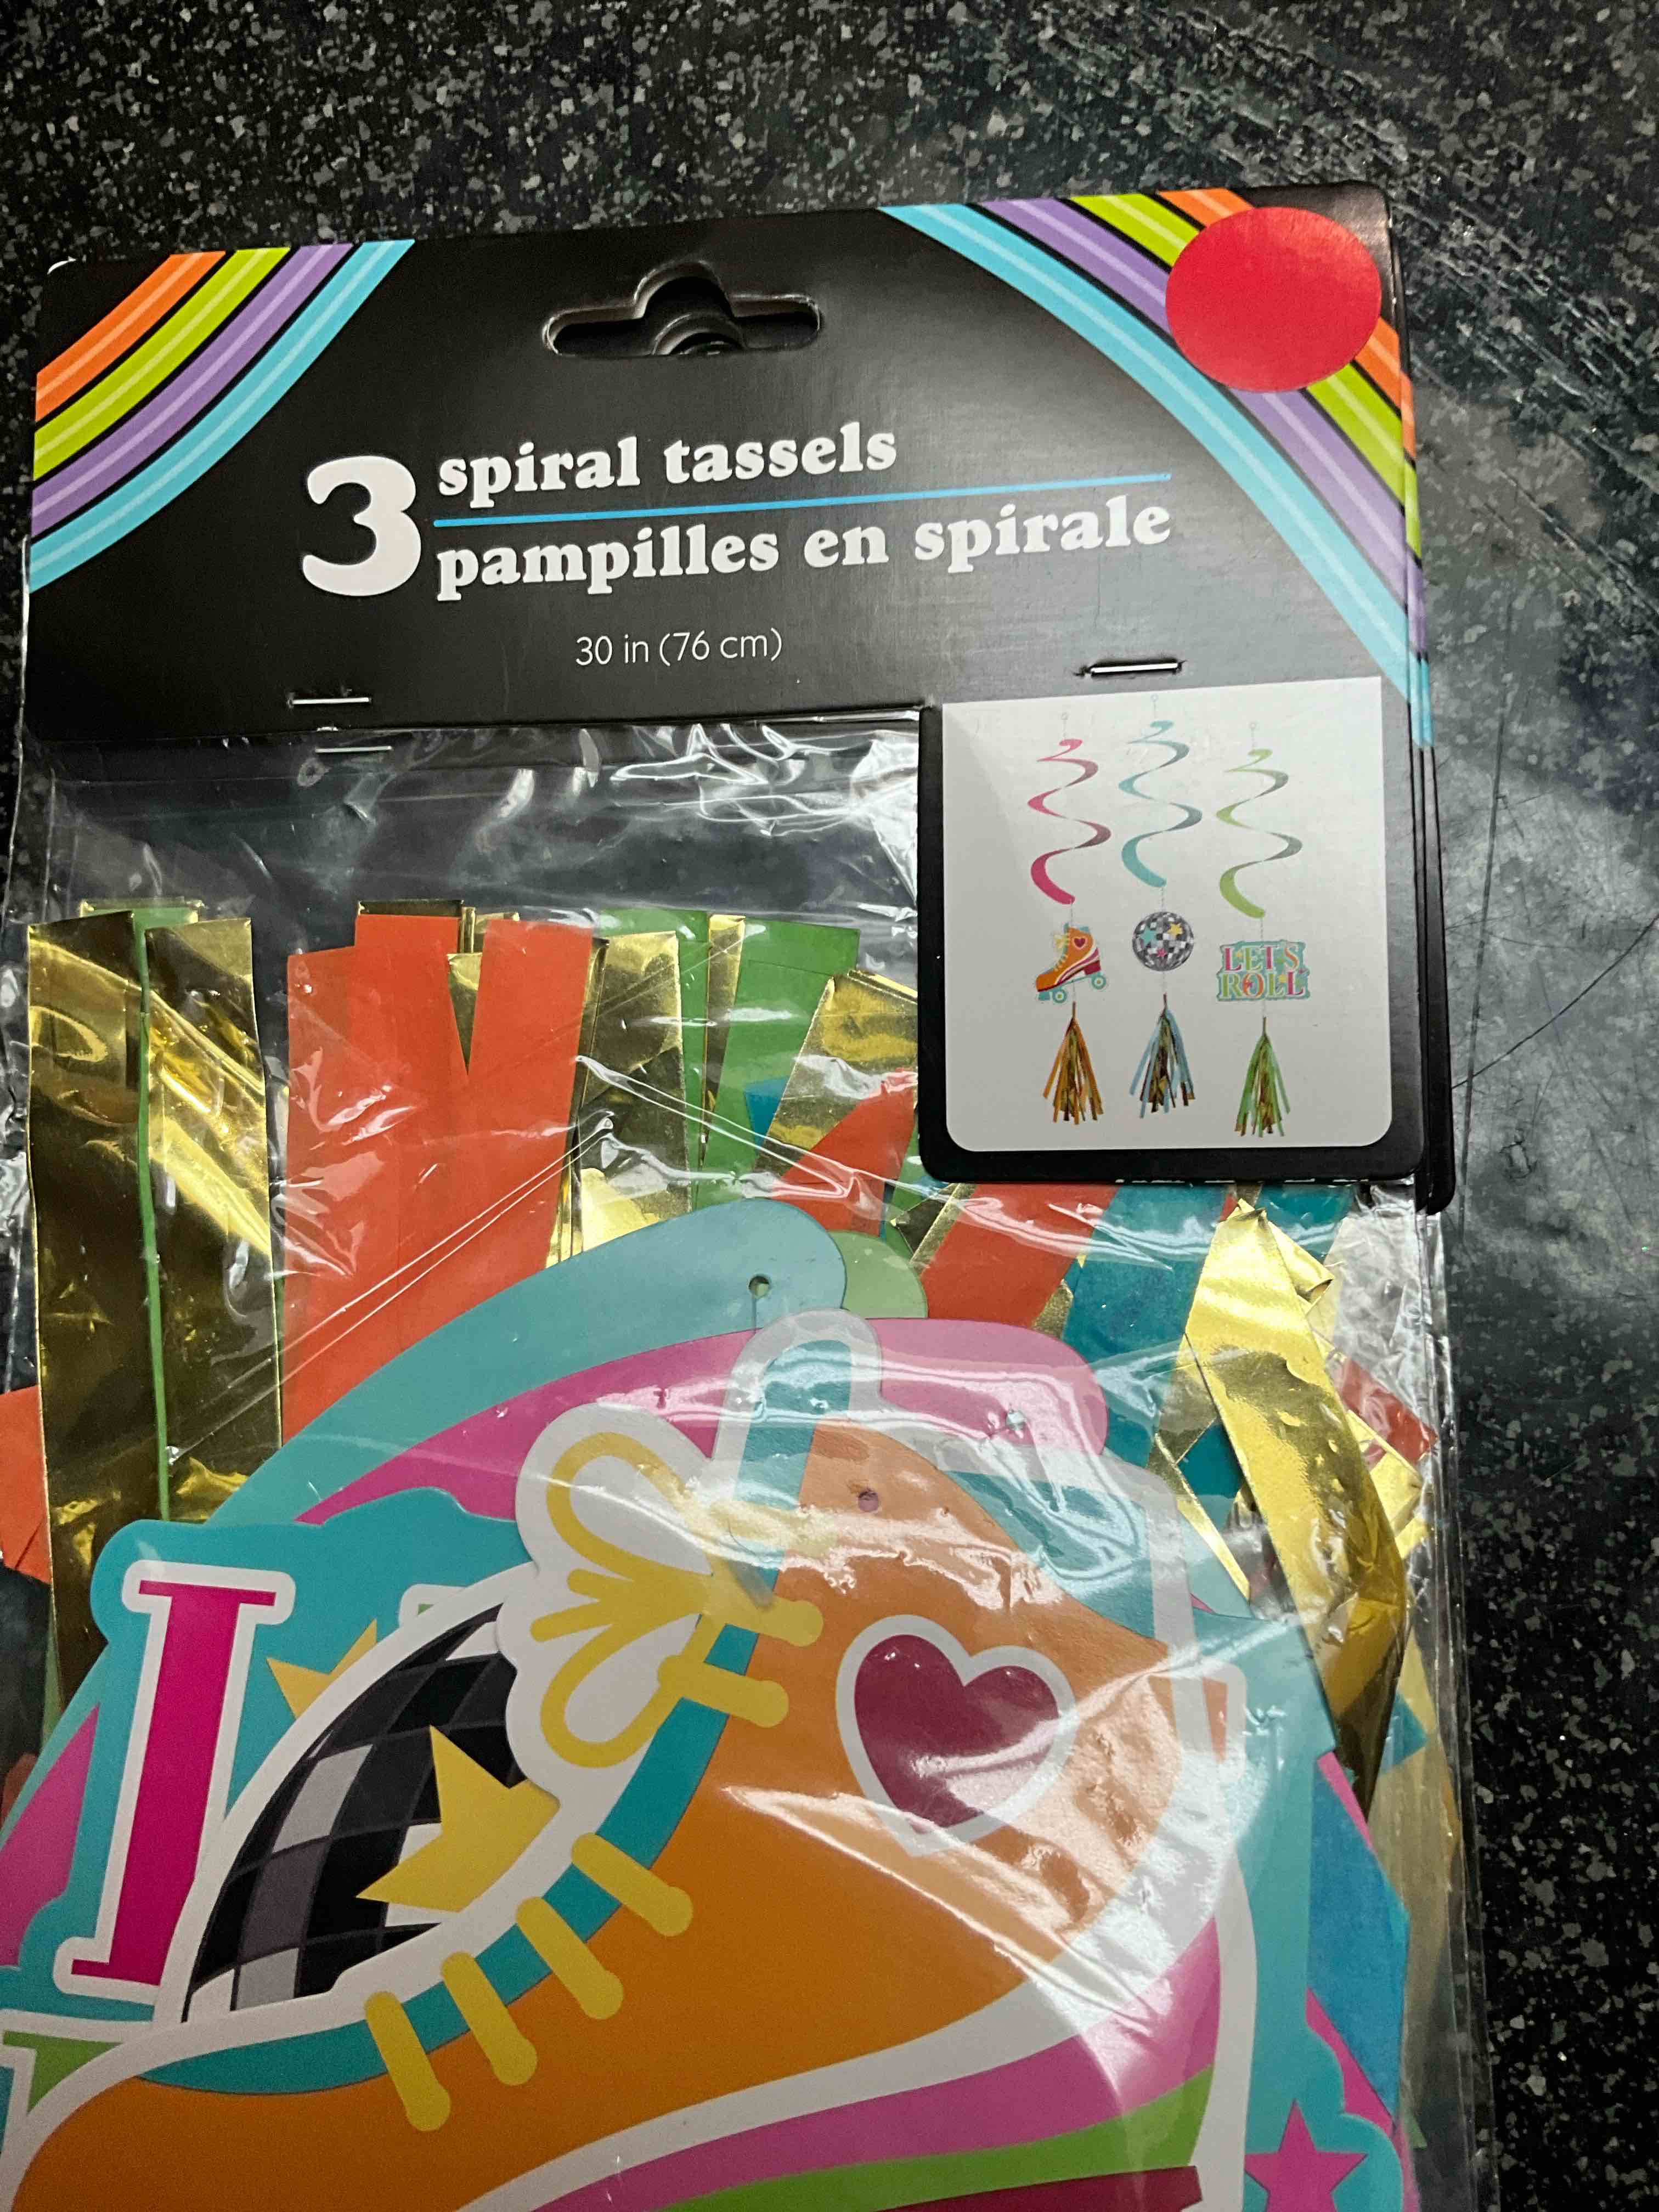 3 spiral tassels
pampilles en spirale
30 in (76 cm)
LET'S
ROLL
L